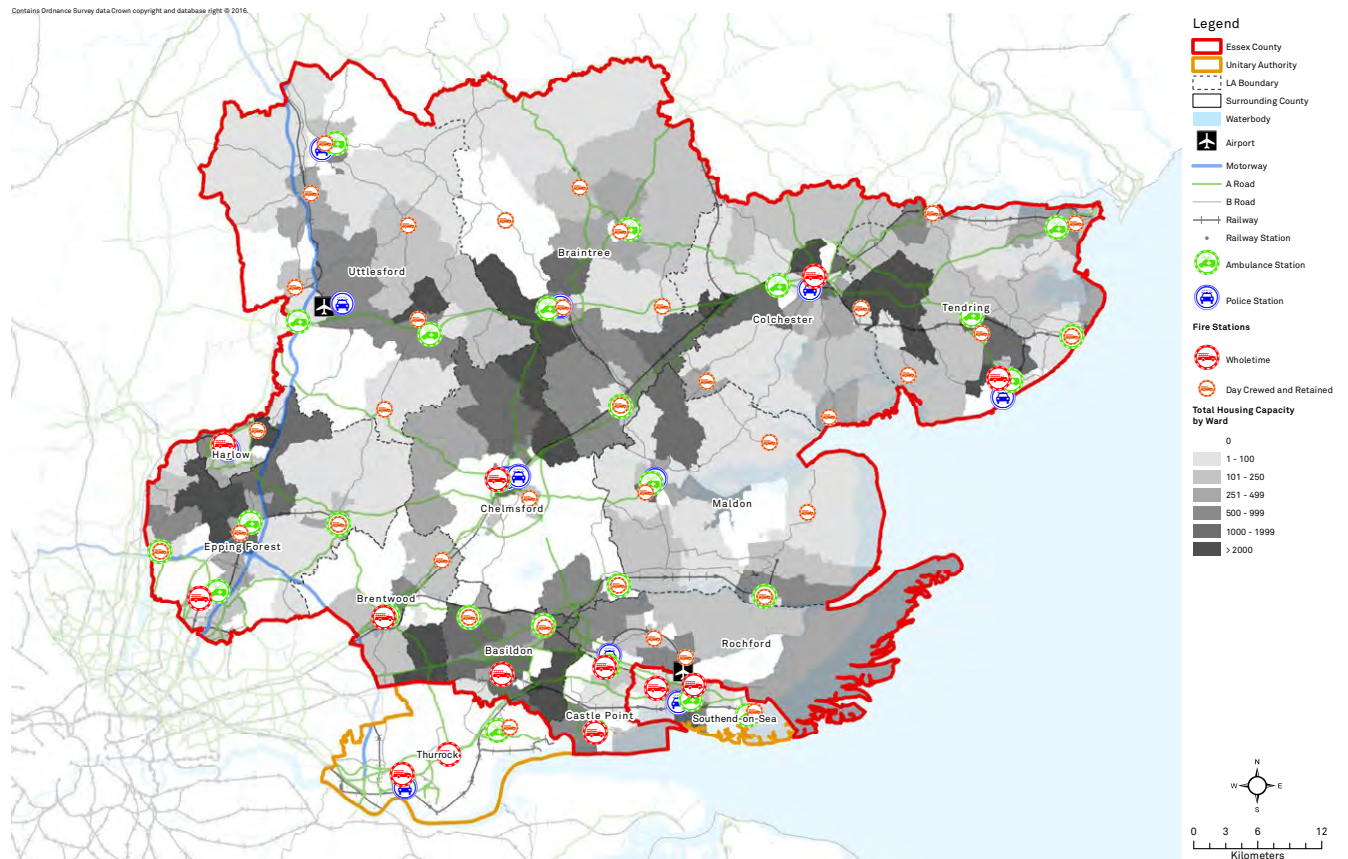 Contains Ordnance Survey data Crown copyright and database right © 2016.
Legend
Essex County
Unitary Authority
LA Boundary
Surrounding County
Waterbody
Airport
Motorway
A Road
B Road
Railway
Railway Station
Ambulance Station
Police Station
Fire Stations
Wholetime
Day Crewed and Retained
Total Housing Capacity
by Ward
0
1 - 100
101 - 250
251 - 499
500 - 999
1000 - 1999
> 2000
Uttlesford
Braintree
Colchester
Tendring
Harlow
Chelmsford
Maldon
Epping Forest
Brentwood
Basildon
Rochford
Castle Point
Southend-on-Sea
Thurrock
N
W
E
S
0 3 6 12
Kilometers